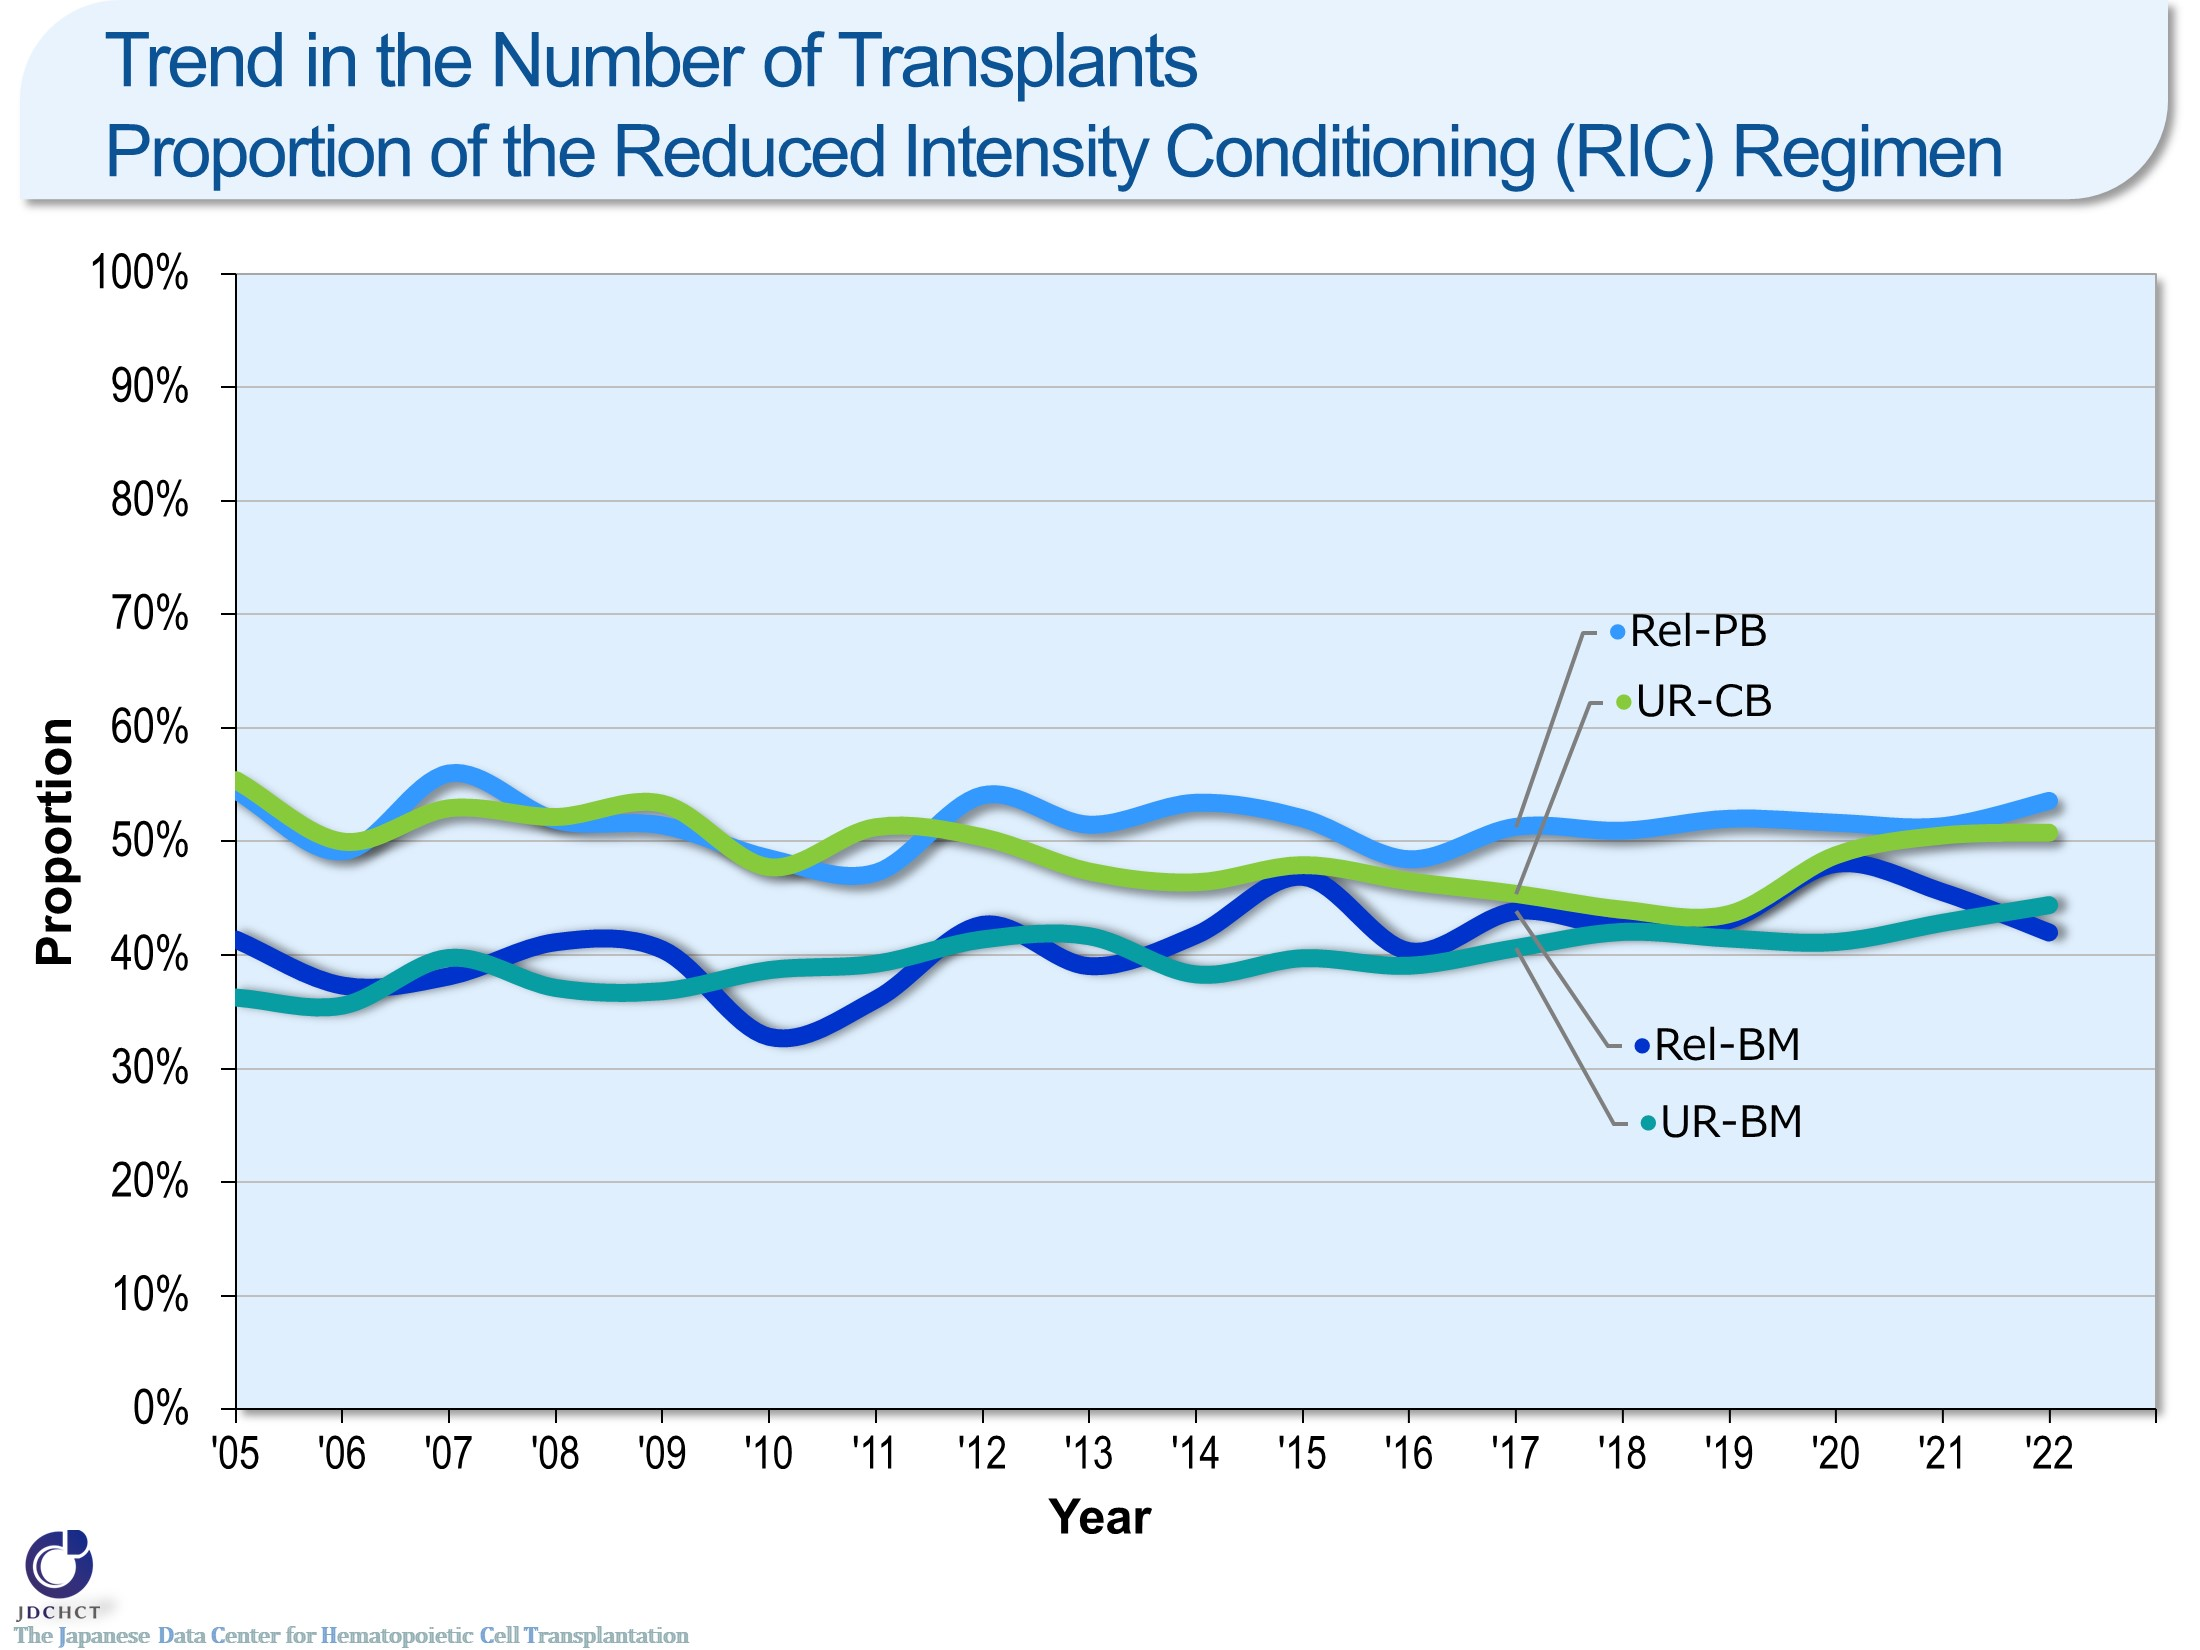 Trend in the Number of Transplants
Proportion of the Reduced Intensity Conditioning (RIC) Regimen
100%
90%
80%
70%
60%
50%
40%
30%
20%
10%
0%
Proportion
Rel-PB
UR-CB
Rel-BM
UR-BM
'05 '06 '07 '08 '09 '10 '11 '12 '13 '14 '15 '16 '17 '18 '19 '20 '21 '22
Year
JDCHCT
The Japanese Data Center for Hematopoietic Cell Transplantation